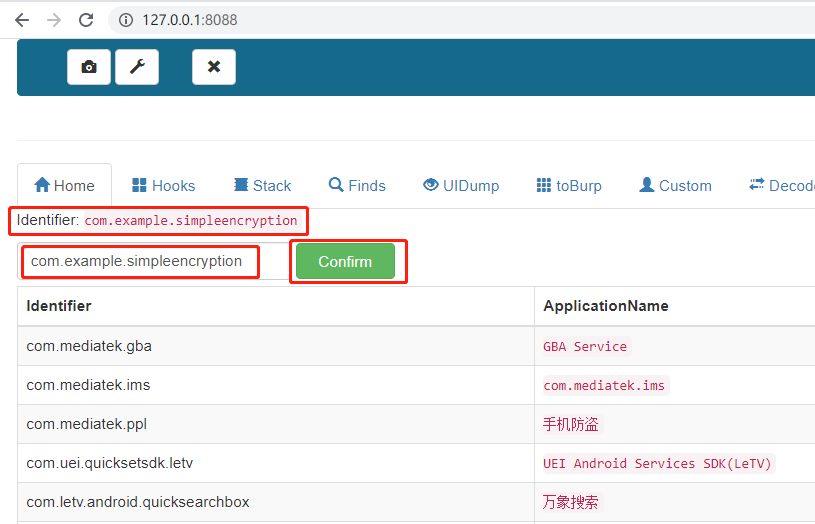 127.0.0.1:8088
Home Hooks Stack Finds UIDump toBurp Custom Decod
Identifier: com.example.simpleencryption
com.example.simpleencryption Confirm
Identifier ApplicationName
com.mediatek.gba GBA Service
com.mediatek.ims com.mediatek.ims
com.mediatek.ppl 手机防盗
com.uei.quicksetsdk.letv UEI Android Services SDK(LeTV)
com.letv.android.quicksearchbox 万象搜索